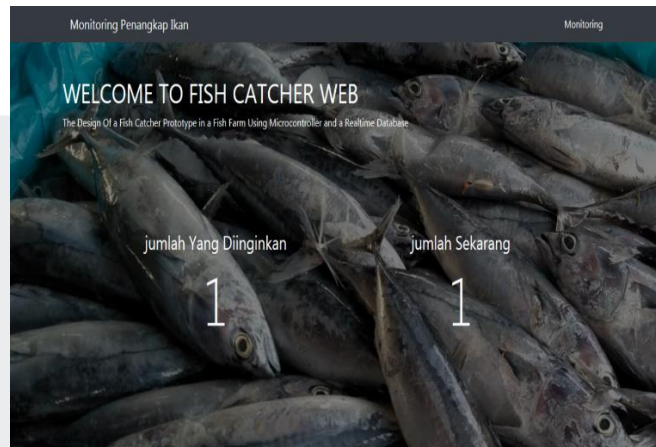 Monitoring Penangkap Ikan
Monitoring
WELCOME TO FISH CATCHER WEB
The Design Of a Fish Catcher Prototype in a Fish Farm Using Microcontroller and a Realtime Database
jumlah Yang Diinginkan
jumlah Sekarang
1
1